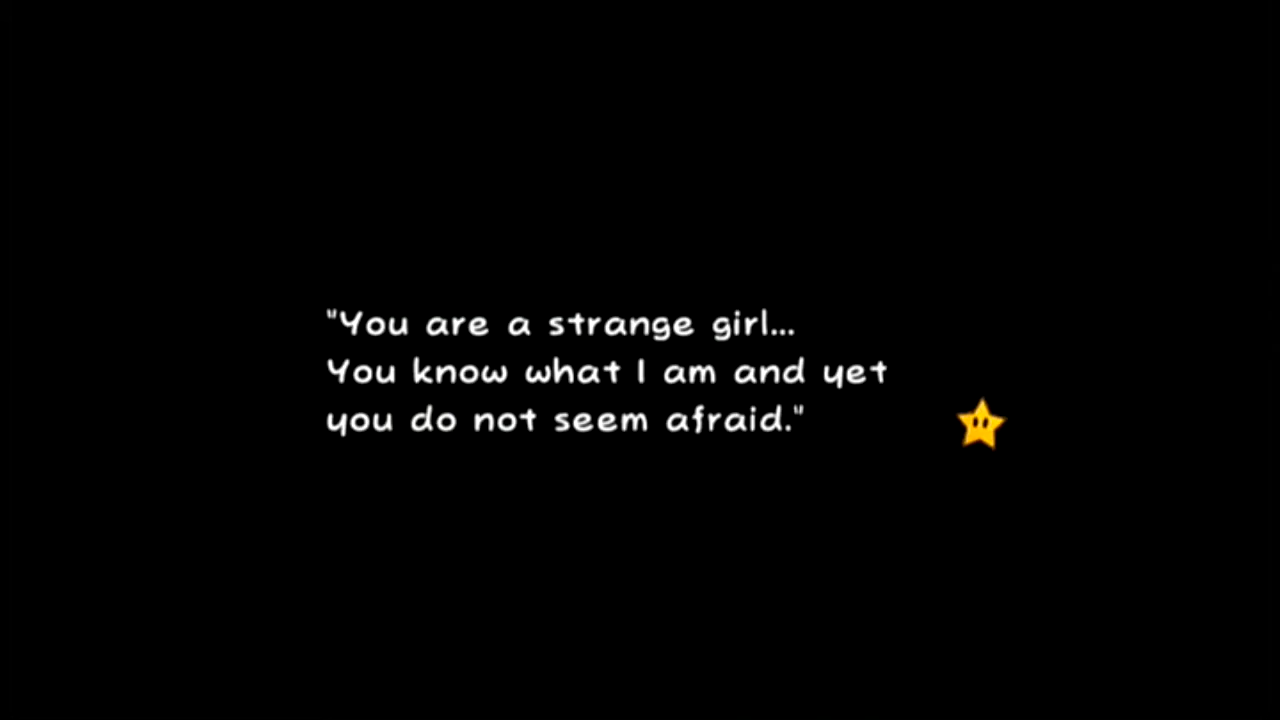 "You are a strange girl...
You know what I am and yet
you do not seem afraid."